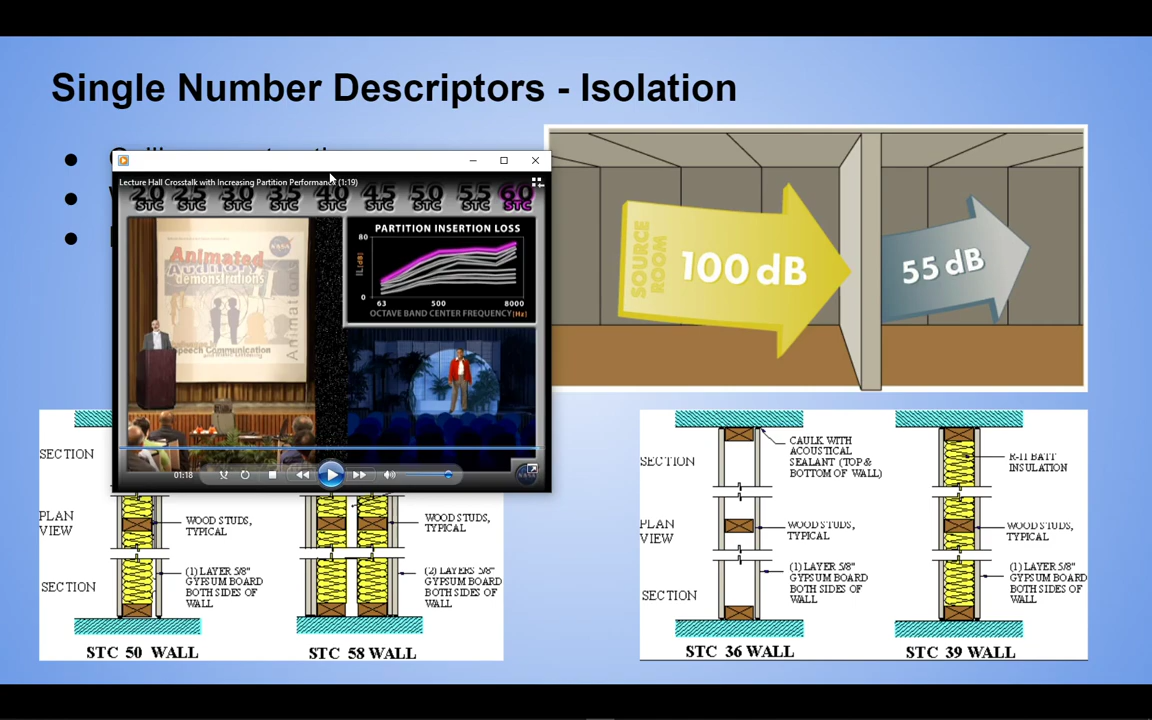 Single Number Descriptors - Isolation
Lecture Hall Crosstalk with Increasing Partition Performance (1:19)
20 25 30 35 40 45 50 55 60
STC STC STC STC STC STC STC STC STC
PARTITION INSERTION LOSS
80
IL[dB]
0
63 500 8000
OCTAVE BAND CENTER FREQUENCY[Hz]
NASA
Animated
Auditory
demonstrations
Speech Communication
01:18
SOURCE
ROOM
100 dB
55 dB
SECTION
PLAN
VIEW
WOOD STUDS,
TYPICAL
SECTION
(1) LAYER 5/8"
GYPSUM BOARD
BOTH SIDES OF
WALL
STC 50 WALL
WOOD STUDS,
TYPICAL
(2) LAYERS 5/8"
GYPSUM BOARD
BOTH SIDES OF
WALL
STC 58 WALL
SECTION
CAULK WITH
ACOUSTICAL
SEALANT (TOP &
BOTTOM OF WALL)
PLAN
VIEW
WOOD STUDS,
TYPICAL
SECTION
(1) LAYER 5/8"
GYPSUM BOARD
BOTH SIDES OF
WALL
STC 36 WALL
R-11 BATT
INSULATION
WOOD STUDS,
TYPICAL
(1) LAYER 5/8"
GYPSUM BOARD
BOTH SIDES OF
WALL
STC 39 WALL